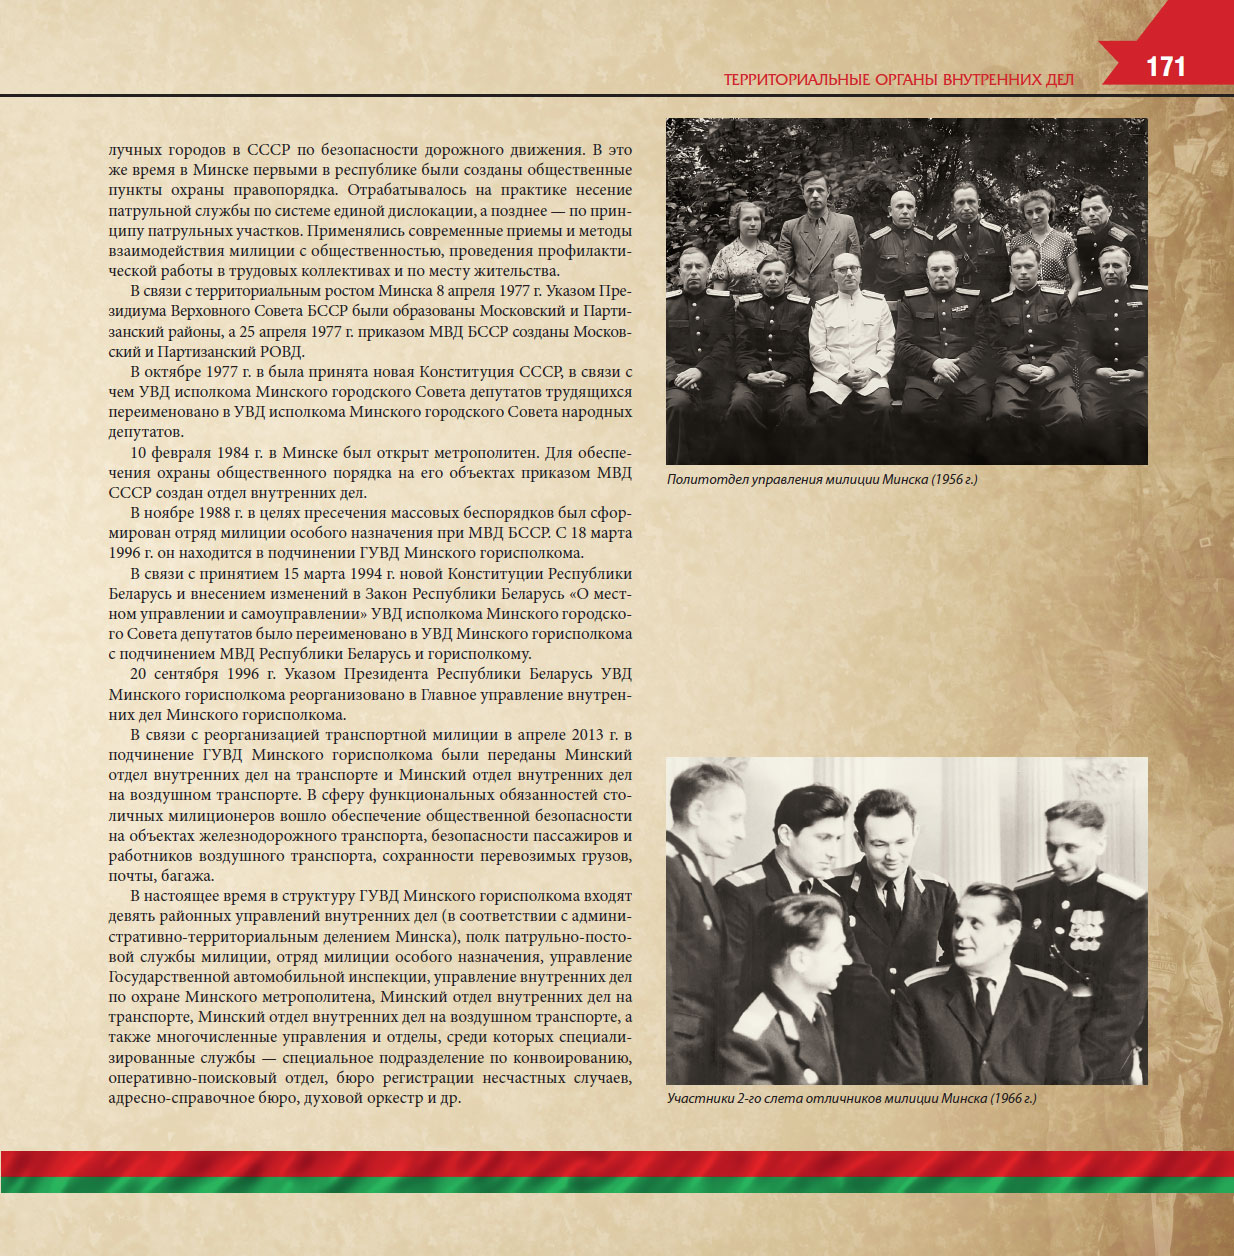 ТЕРРИТОРИАЛЬНЫЕ ОРГАНЫ ВНУТРЕННИХ ДЕЛ
171
лучных городов в СССР по безопасности дорожного движения. В это
же время в Минске первыми в республике были созданы общественные
пункты охраны правопорядка. Отрабатывалось на практике несение
патрульной службы по системе единой дислокации, а позднее — по прин-
ципу патрульных участков. Применялись современные приемы и методы
взаимодействия милиции с общественностью, проведения профилакти-
ческой работы в трудовых коллективах и по месту жительства.
В связи с территориальным ростом Минска 8 апреля 1977 г. Указом Пре-
зидиума Верховного Совета БССР были образованы Московский и Парти-
занский районы, а 25 апреля 1977 г. приказом МВД БССР созданы Москов-
ский и Партизанский РОВД.
В октябре 1977 г. в была принята новая Конституция СССР, в связи с
чем УВД исполкома Минского городского Совета депутатов трудящихся
переименовано в УВД исполкома Минского городского Совета народных
депутатов.
10 февраля 1984 г. в Минске был открыт метрополитен. Для обеспе-
чения охраны общественного порядка на его объектах приказом МВД
СССР создан отдел внутренних дел.
В ноябре 1988 г. в целях пресечения массовых беспорядков был сфор-
мирован отряд милиции особого назначения при МВД БССР. С 18 марта
1996 г. он находится в подчинении ГУВД Минского горисполкома.
В связи с принятием 15 марта 1994 г. новой Конституции Республики
Беларусь и внесением изменений в Закон Республики Беларусь «О мест-
ном управлении и самоуправлении» УВД исполкома Минского городско-
го Совета депутатов было переименовано в УВД Минского горисполкома
с подчинением МВД Республики Беларусь и горисполкому.
20 сентября 1996 г. Указом Президента Республики Беларусь УВД
Минского горисполкома реорганизовано в Главное управление внутрен-
них дел Минского горисполкома.
В связи с реорганизацией транспортной милиции в апреле 2013 г. в
подчинение ГУВД Минского горисполкома были переданы Минский
отдел внутренних дел на транспорте и Минский отдел внутренних дел
на воздушном транспорте. В сферу функциональных обязанностей сто-
личных милиционеров вошло обеспечение общественной безопасности
на объектах железнодорожного транспорта, безопасности пассажиров и
работников воздушного транспорта, сохранности перевозимых грузов,
почты, багажа.
В настоящее время в структуру ГУВД Минского горисполкома входят
девять районных управлений внутренних дел (в соответствии с админи-
стративно-территориальным делением Минска), полк патрульно-посто-
вой службы милиции, отряд милиции особого назначения, управление
Государственной автомобильной инспекции, управление внутренних дел
по охране Минского метрополитена, Минский отдел внутренних дел на
транспорте, Минский отдел внутренних дел на воздушном транспорте, а
также многочисленные управления и отделы, среди которых специали-
зированные службы — специальное подразделение по конвоированию,
оперативно-поисковый отдел, бюро регистрации несчастных случаев,
адресно-справочное бюро, духовой оркестр и др.
Политотдел управления милиции Минска (1956 г.)
Участники 2-го слета отличников милиции Минска (1966 г.)